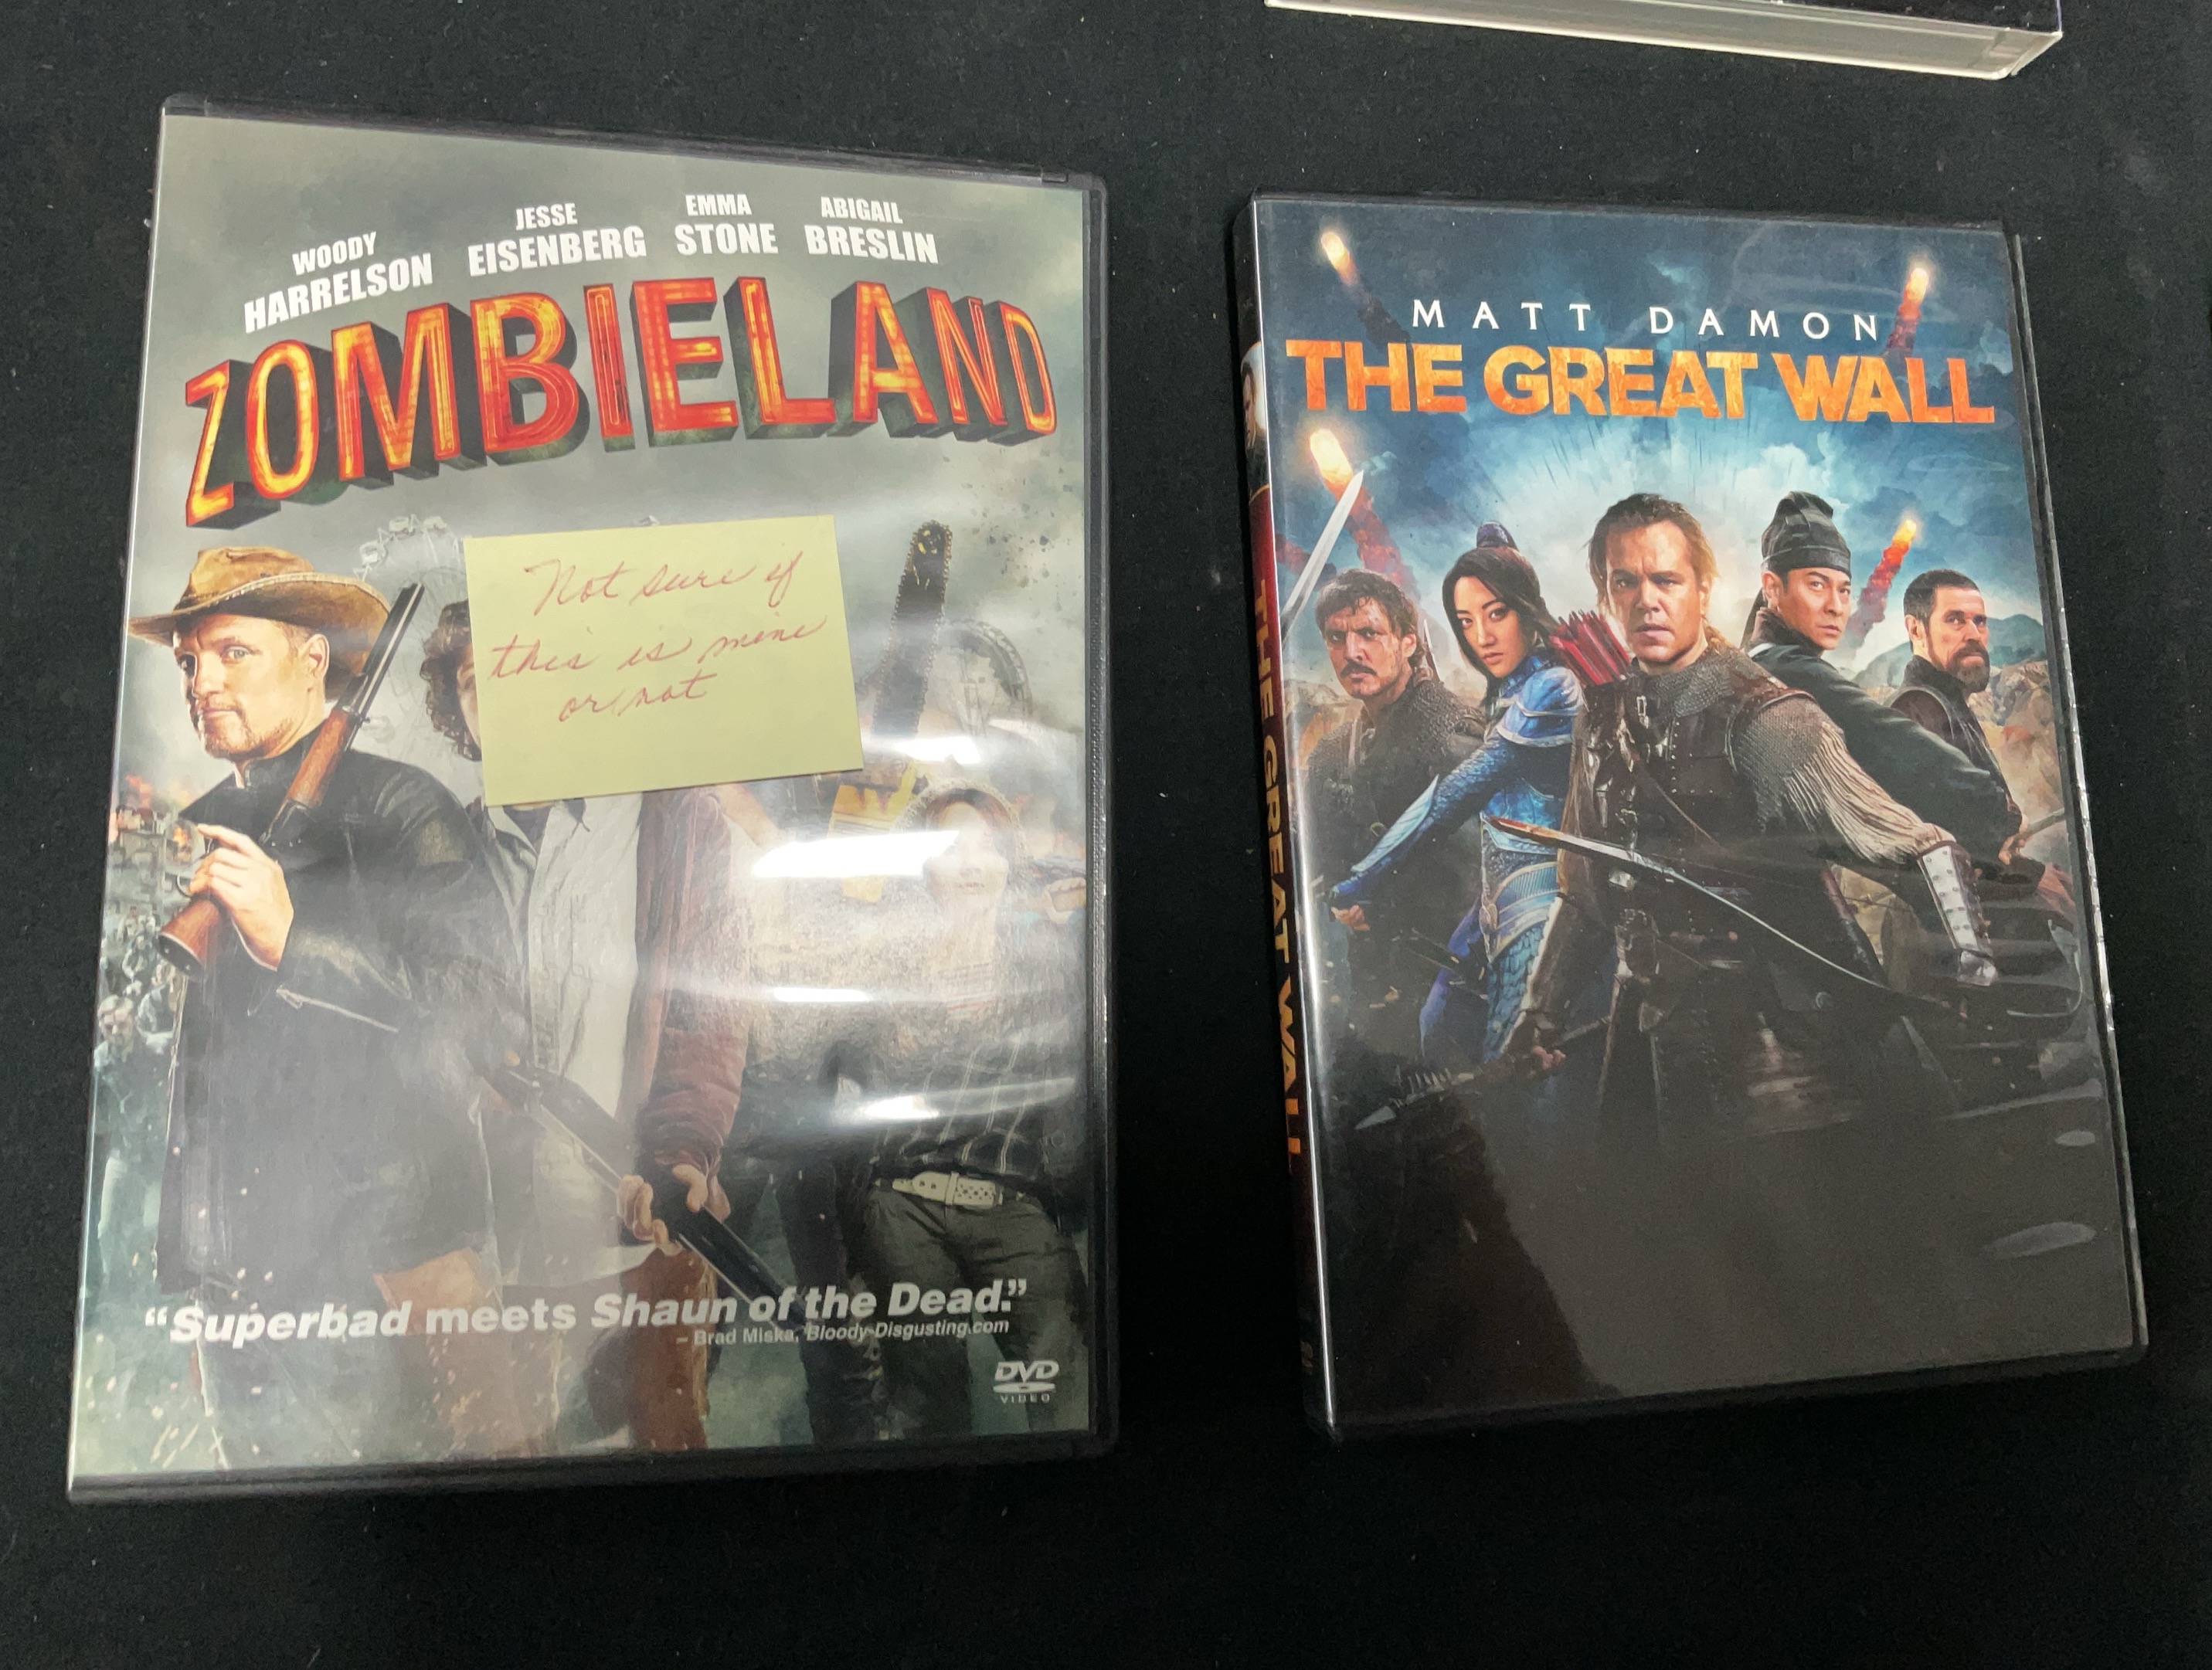 WOODY
HARRELSON
JESSE
EISENBERG
EMMA
STONE
ABIGAIL
BRESLIN
ZOMBIELAND
Not sure if
this is mine
or not
“Superbad meets Shaun of the Dead.”
– Brad Miska, Bloody-Disgusting.com
DVD
VIDEO
MATT DAMON
THE GREAT WALL
THE GREAT WALL